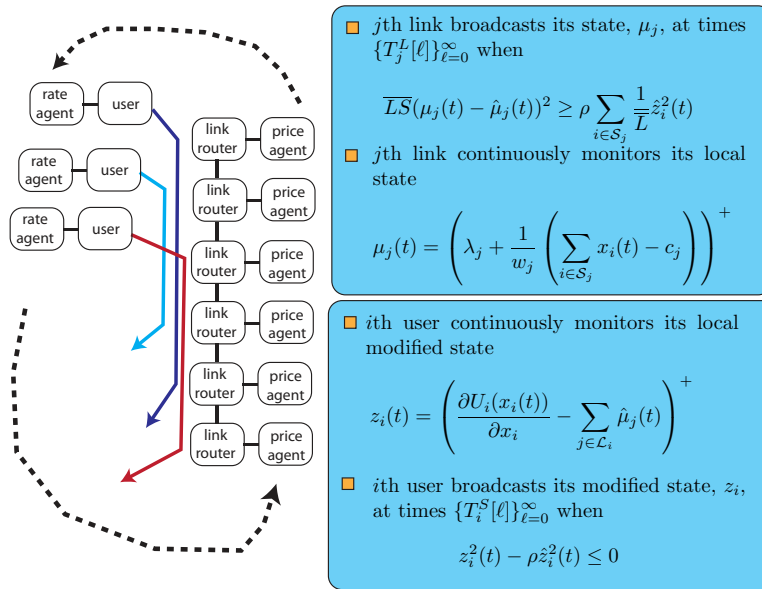 rate agent
user
rate agent
user
rate agent
user
link router
price agent
link router
price agent
link router
price agent
link router
price agent
link router
price agent
link router
price agent
jth link broadcasts its state, μ_j, at times
{T_j^L[ℓ]}_{ℓ=0}^∞ when
\overline{LS}(μ_j(t) − \hat{μ}_j(t))^2 ≥ ρ ∑_{i∈S_j} \frac{1}{L} \hat{z}_i^2(t)
jth link continuously monitors its local
state
μ_j(t) = ( λ_j + \frac{1}{w_j} ( ∑_{i∈S_j} x_i(t) − c_j ) )^+
ith user continuously monitors its local
modified state
z_i(t) = ( \frac{∂U_i(x_i(t))}{∂x_i} − ∑_{j∈L_i} \hat{μ}_j(t) )^+
ith user broadcasts its modified state, z_i,
at times {T_i^S[ℓ]}_{ℓ=0}^∞ when
z_i^2(t) − ρ\hat{z}_i^2(t) ≤ 0